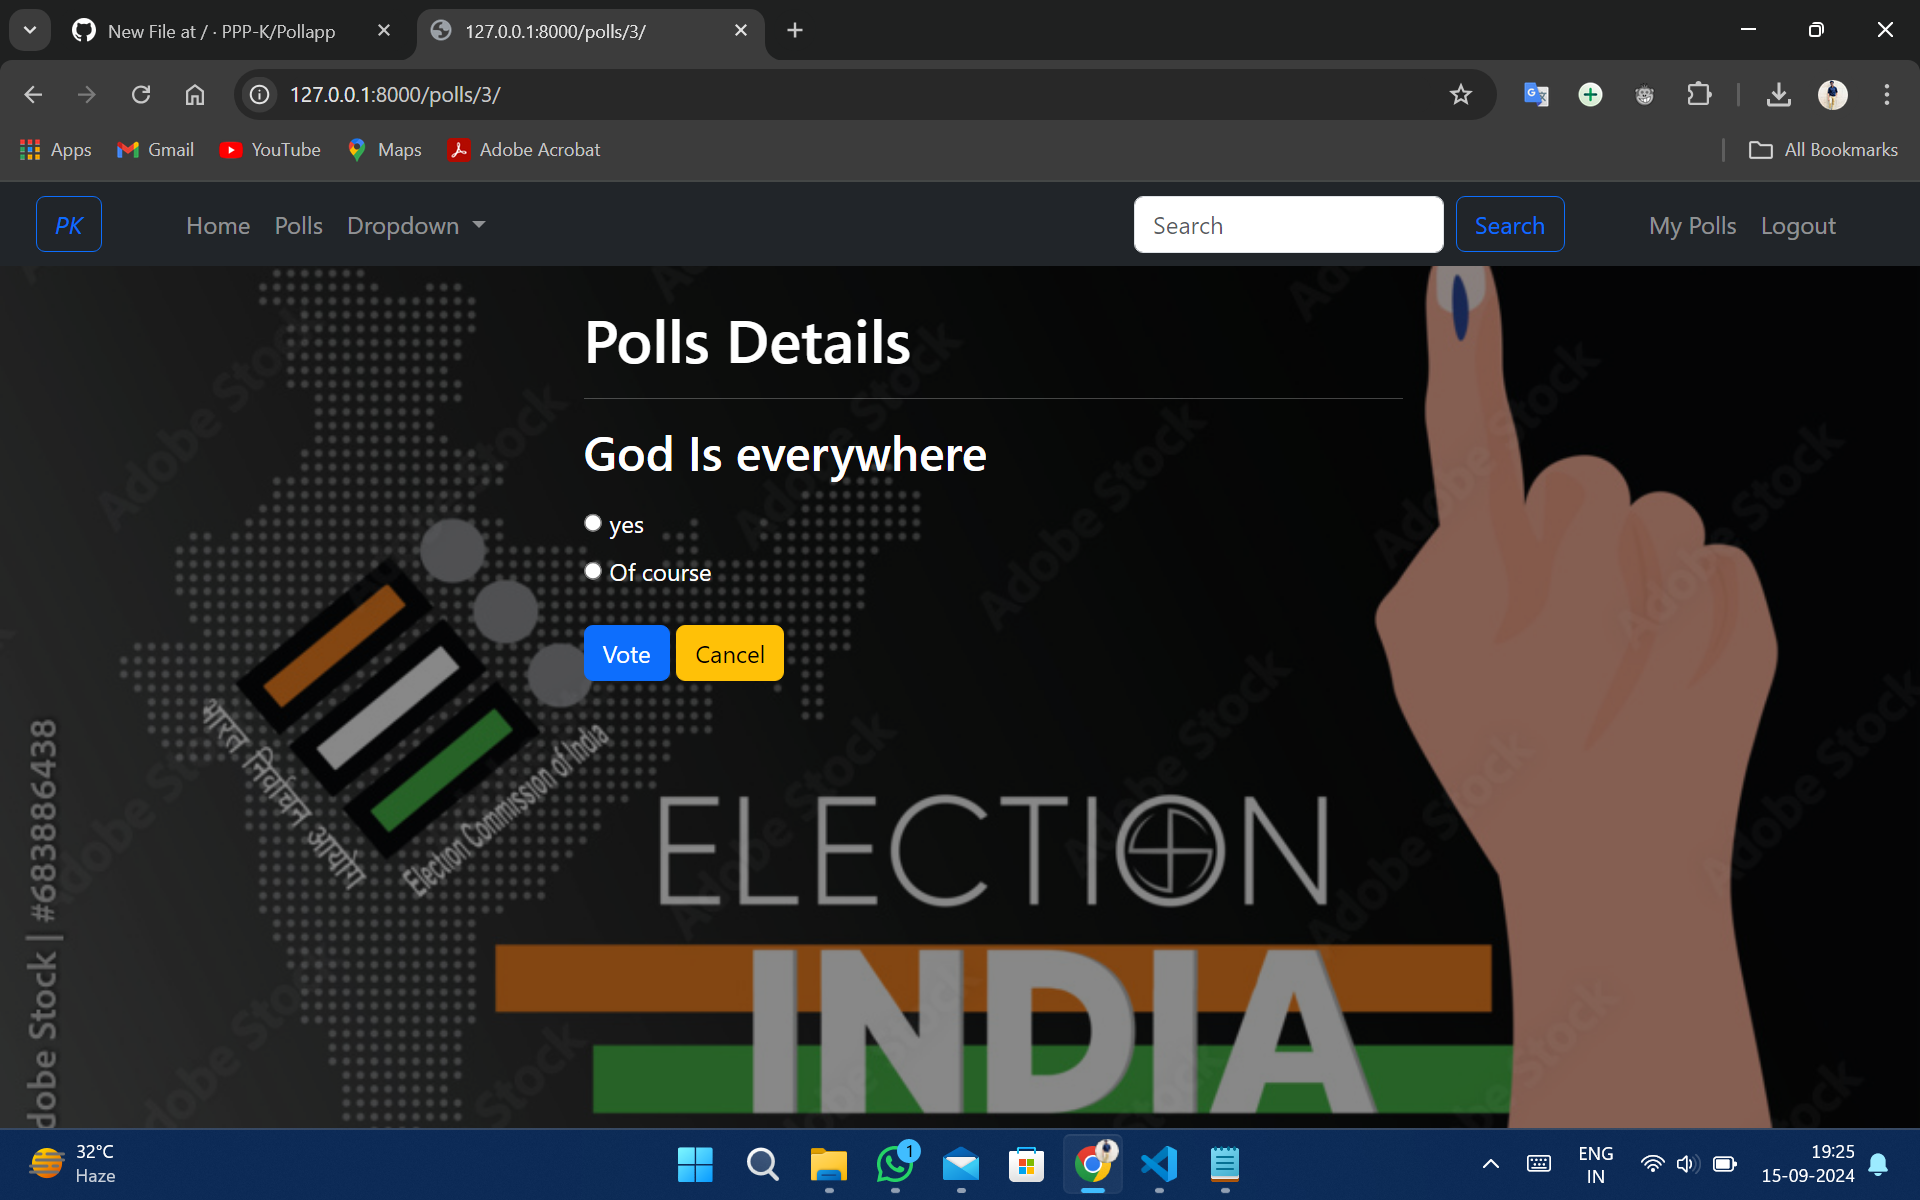 New File at / · PPP-K/Pollapp
127.0.0.1:8000/polls/3/
127.0.0.1:8000/polls/3/
Apps
Gmail
YouTube
Maps
Adobe Acrobat
All Bookmarks
PK
Home
Polls
Dropdown
Search
Search
My Polls
Logout
Polls Details
God Is everywhere
yes
Of course
Vote
Cancel
भारत निर्वाचन आयोग
Election Commission of India
ELECTION
INDIA
Adobe Stock
dobe Stock | #683886438
32°C
Haze
1
ENG
IN
19:25
15-09-2024